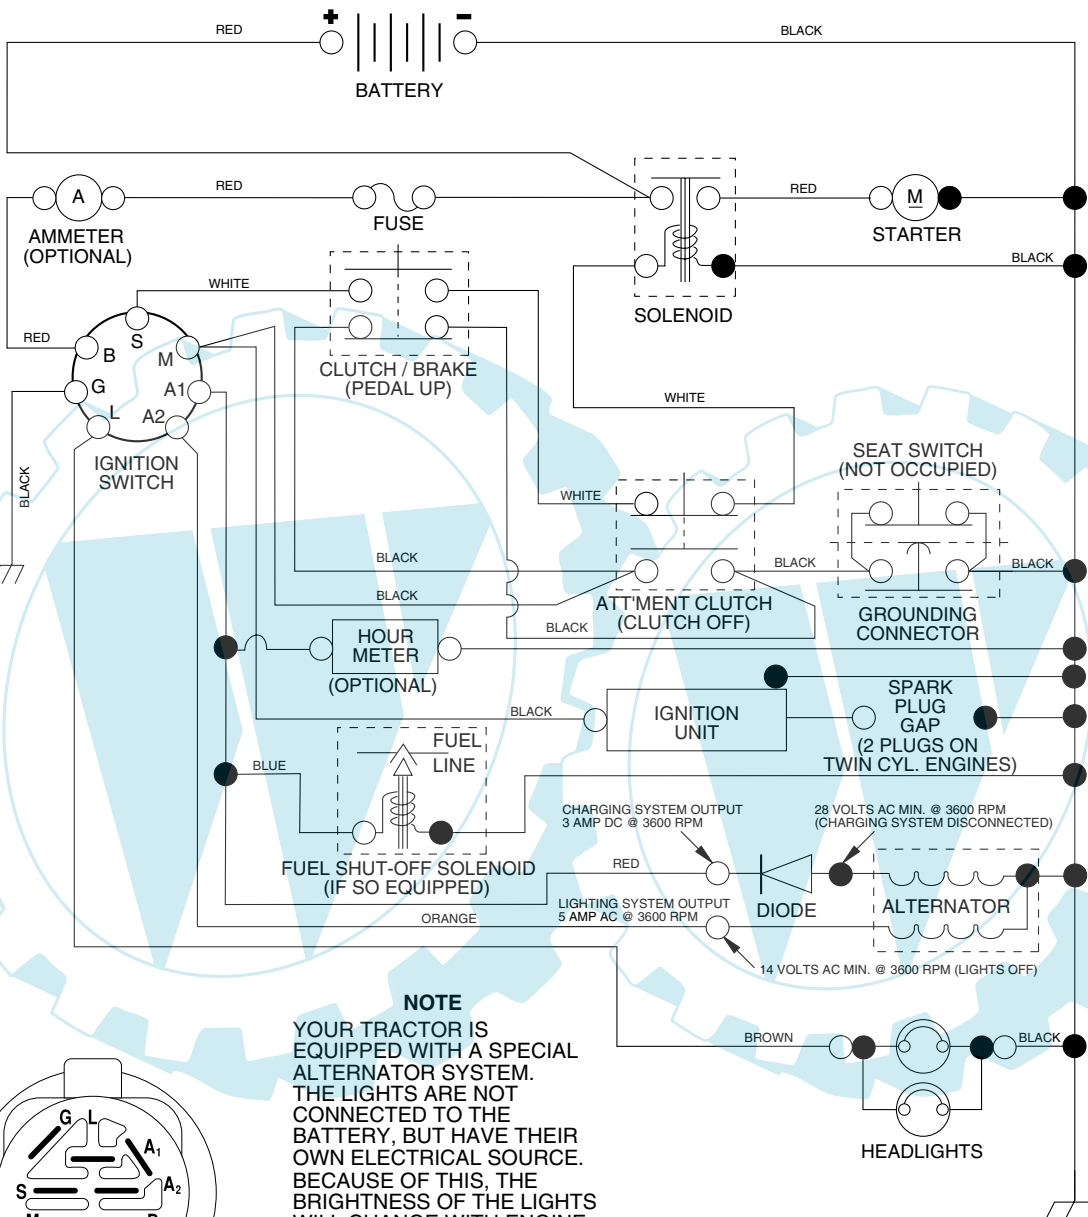 + -
RED
BLACK
BATTERY
RED
RED
A
M
FUSE
AMMETER
(OPTIONAL)
STARTER
BLACK
WHITE
SOLENOID
RED
S
B
M
G
A1
L
A2
CLUTCH / BRAKE
(PEDAL UP)
WHITE
IGNITION
SWITCH
BLACK
SEAT SWITCH
(NOT OCCUPIED)
WHITE
BLACK
BLACK
BLACK
BLACK
ATT'MENT CLUTCH
(CLUTCH OFF)
GROUNDING
CONNECTOR
BLACK
HOUR
METER
(OPTIONAL)
BLACK
IGNITION
UNIT
SPARK
PLUG
GAP
(2 PLUGS ON
TWIN CYL. ENGINES)
FUEL
LINE
BLUE
CHARGING SYSTEM OUTPUT
3 AMP DC @ 3600 RPM
28 VOLTS AC MIN. @ 3600 RPM
(CHARGING SYSTEM DISCONNECTED)
FUEL SHUT-OFF SOLENOID
(IF SO EQUIPPED)
RED
DIODE
ALTERNATOR
LIGHTING SYSTEM OUTPUT
5 AMP AC @ 3600 RPM
ORANGE
14 VOLTS AC MIN. @ 3600 RPM (LIGHTS OFF)
NOTE
YOUR TRACTOR IS
EQUIPPED WITH A SPECIAL
ALTERNATOR SYSTEM.
THE LIGHTS ARE NOT
CONNECTED TO THE
BATTERY, BUT HAVE THEIR
OWN ELECTRICAL SOURCE.
BECAUSE OF THIS, THE
BRIGHTNESS OF THE LIGHTS
WILL CHANGE WITH ENGINE
BROWN
BLACK
HEADLIGHTS
G
L
A1
S
A2